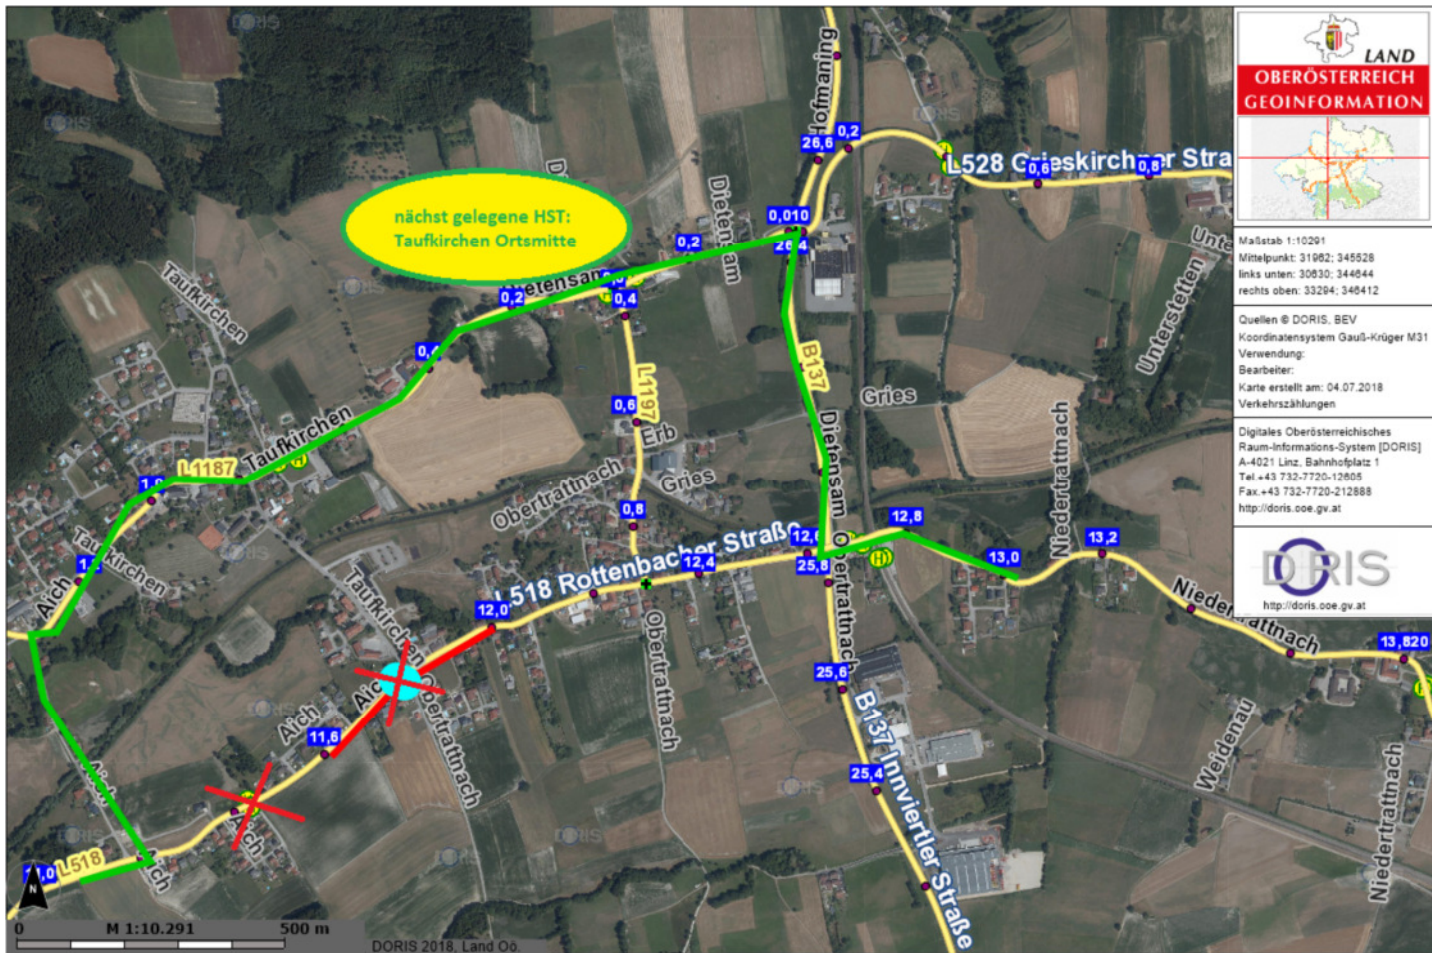 Hofmaning
26,6
0,2
L528 Grieskirchner Stra
0,6
0,8
nächst gelegene HST:
Taufkirchen Ortsmitte
Dietensam
0,010
26,4
0,2
Dietensam
0,2
0,4
Taufkirchen
B137
L1197
Gries
Unterstetten
0,6
Erb
Taufkirchen
L1187
Dietensam
Gries
Obertrattnach
0,8
Niedertrattnach
12,8
L518 Rottenbacher Straße
12,4
25,8
13,0
13,2
Taufkirchen
Aich
Taufkirchen
12,0
Obertrattnach
Obertrattnach
Obertrattnach
Niedertrattnach
13,820
25,6
B137 Innviertler Straße
Aich
11,6
25,4
Weidenau
Niedertrattnach
Aich
Aich
L518
Aich
N
0 M 1:10.291 500 m
DORIS 2018, Land Oö.
LAND
OBERÖSTERREICH
GEOINFORMATION
Maßstab 1:10291
Mittelpunkt: 31962; 345528
links unten: 30630; 344644
rechts oben: 33294; 346412
Quellen © DORIS, BEV
Koordinatensystem Gauß-Krüger M31
Verwendung:
Bearbeiter:
Karte erstellt am: 04.07.2018
Verkehrszählungen
Digitales Oberösterreichisches
Raum-Informations-System [DORIS]
A-4021 Linz, Bahnhofplatz 1
Tel.+43 732-7720-12605
Fax.+43 732-7720-212888
http://doris.ooe.gv.at
DORIS
http://doris.ooe.gv.at